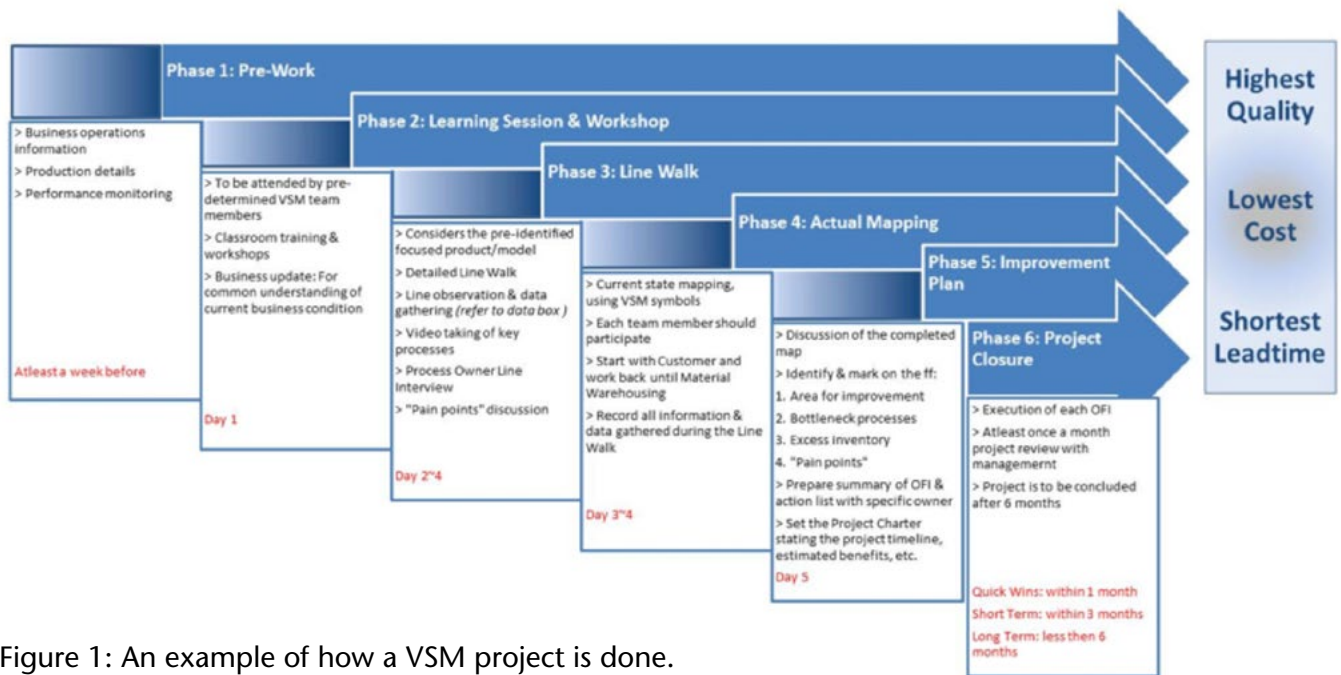 Phase 1: Pre-Work
> Business operations
information
> Production details
> Performance monitoring
Atleast a week before
Phase 2: Learning Session & Workshop
> To be attended by pre-
determined VSM team
members
> Classroom training &
workshops
> Business update: For
common understanding of
current business condition
Day 1
Phase 3: Line Walk
> Considers the pre-identified
focused product/model
> Detailed Line Walk
> Line observation & data
gathering (refer to data box )
> Video taking of key
processes
> Process Owner Line
Interview
> "Pain points" discussion
Day 2~4
Phase 4: Actual Mapping
> Current state mapping,
using VSM symbols
> Each team member should
participate
> Start with Customer and
work back until Material
Warehousing
> Record all information &
data gathered during the Line
Walk
Day 3~4
Phase 5: Improvement
Plan
> Discussion of the completed
map
> Identify & mark on the ff:
1. Area for improvement
2. Bottleneck processes
3. Excess inventory
4. "Pain points"
> Prepare summary of OFI &
action list with specific owner
> Set the Project Charter
stating the project timeline,
estimated benefits, etc.
Day 5
Phase 6: Project
Closure
> Execution of each OFI
> Atleast once a month
project review with
managemernt
> Project is to be concluded
after 6 months
Quick Wins: within 1 month
Short Term: within 3 months
Long Term: less then 6
months
Highest
Quality
Lowest
Cost
Shortest
Leadtime
Figure 1: An example of how a VSM project is done.